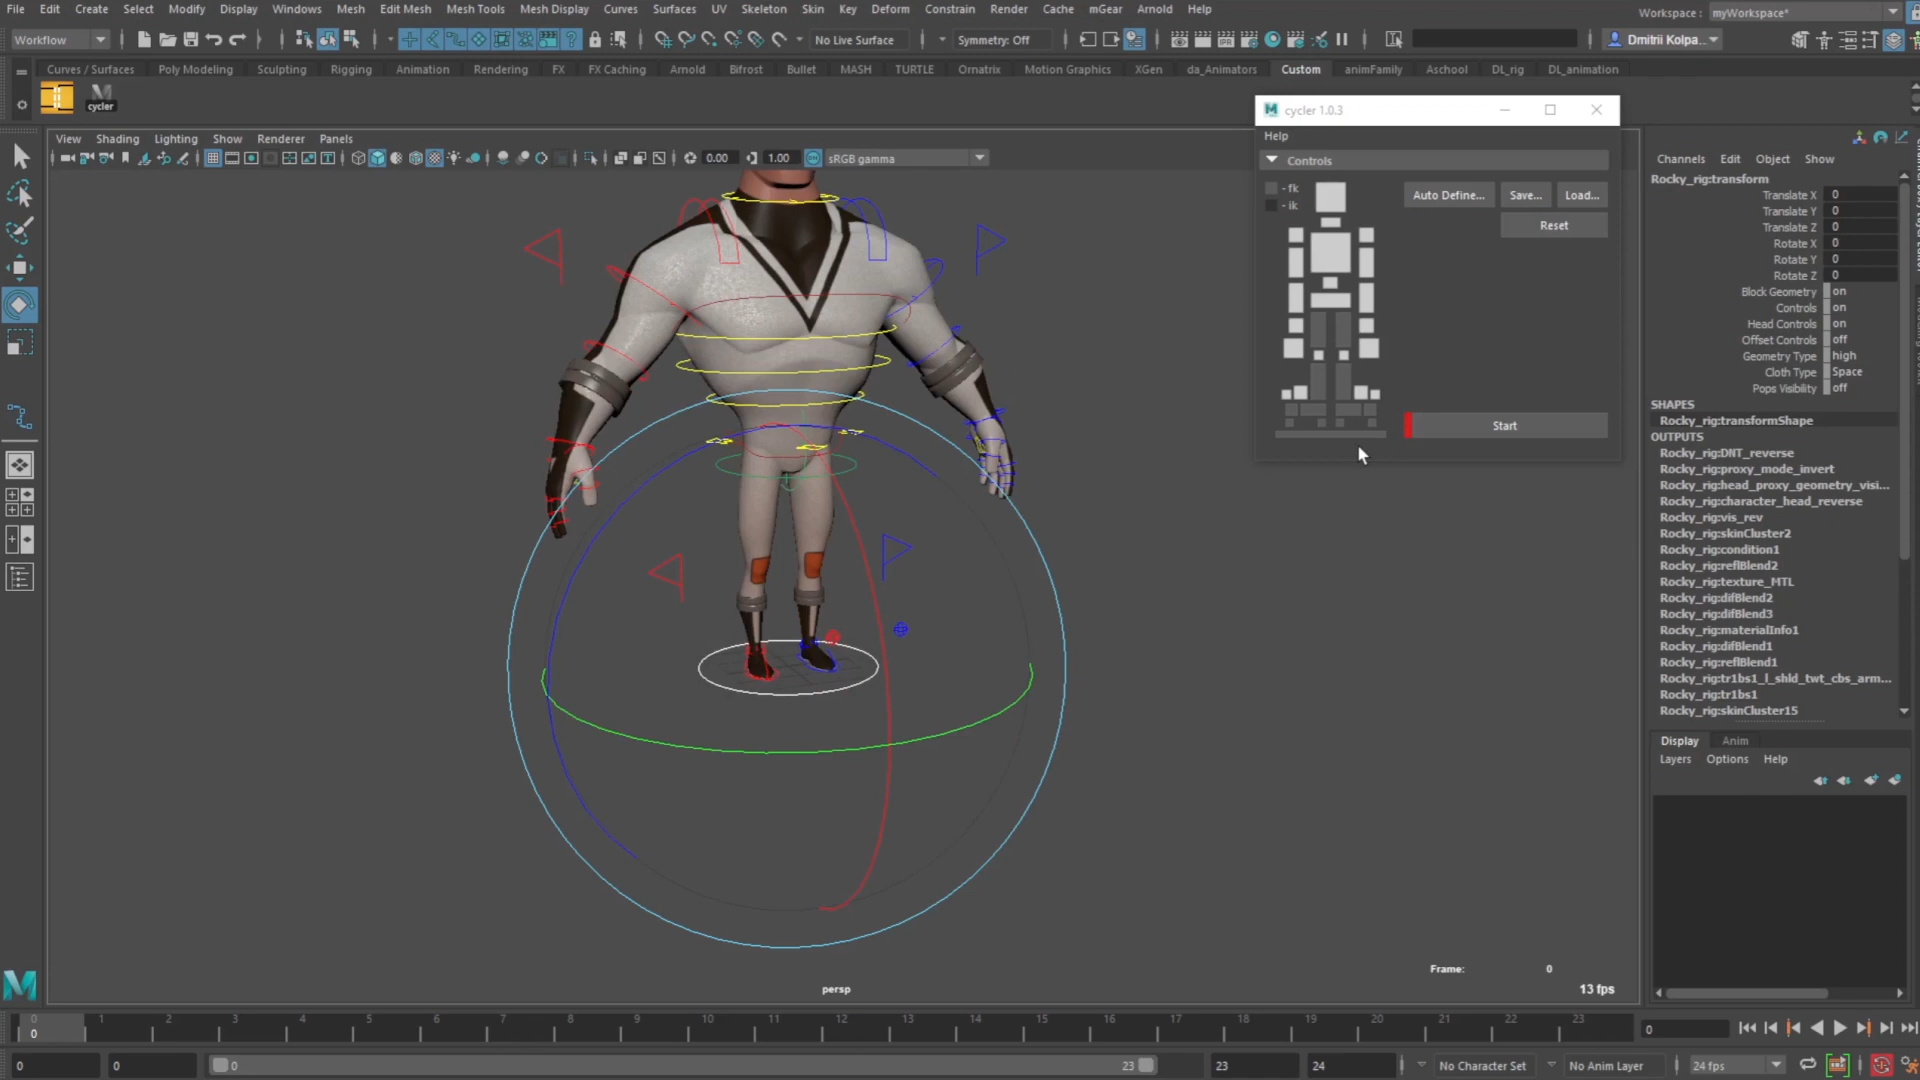 File Edit Create Select Modify Display Windows Mesh Edit Mesh Mesh Tools Mesh Display Curves Surfaces UV Skeleton Skin Key Deform Constrain Render Cache mGear Arnold Help
Workspace : myWorkspace*
Workflow No Live Surface Symmetry: Off Dmitrii Kolpa...
Curves / Surfaces Poly Modeling Sculpting Rigging Animation Rendering FX FX Caching Arnold Bifrost Bullet MASH TURTLE Ornatrix Motion Graphics XGen da_Animators Custom animFamily Aschool DL_rig DL_animation
cycler
View Shading Lighting Show Renderer Panels
0.00 1.00 sRGB gamma
cycler 1.0.3
Help
Controls
- fk
- ik
Auto Define... Save... Load...
Reset
Start
Channels Edit Object Show
Rocky_rig:transform
Translate X 0
Translate Y 0
Translate Z 0
Rotate X 0
Rotate Y 0
Rotate Z 0
Block Geometry on
Controls on
Head Controls on
Offset Controls off
Geometry Type high
Cloth Type Space
Pops Visibility off
SHAPES
Rocky_rig:transformShape
OUTPUTS
Rocky_rig:DNT_reverse
Rocky_rig:proxy_mode_invert
Rocky_rig:head_proxy_geometry_visi...
Rocky_rig:character_head_reverse
Rocky_rig:vis_rev
Rocky_rig:skinCluster2
Rocky_rig:condition1
Rocky_rig:reflBlend2
Rocky_rig:texture_MTL
Rocky_rig:difBlend2
Rocky_rig:difBlend3
Rocky_rig:materialInfo1
Rocky_rig:difBlend1
Rocky_rig:reflBlend1
Rocky_rig:tr1bs1_l_shld_twt_cbs_arm...
Rocky_rig:tr1bs1
Rocky_rig:skinCluster15
Display Anim
Layers Options Help
Frame: 0
persp
13 fps
0 1 2 3 4 5 6 7 8 9 10 11 12 13 14 15 16 17 18 19 20 21 22 23
0 0
0 0 0 23 23 24 No Character Set No Anim Layer 24 fps